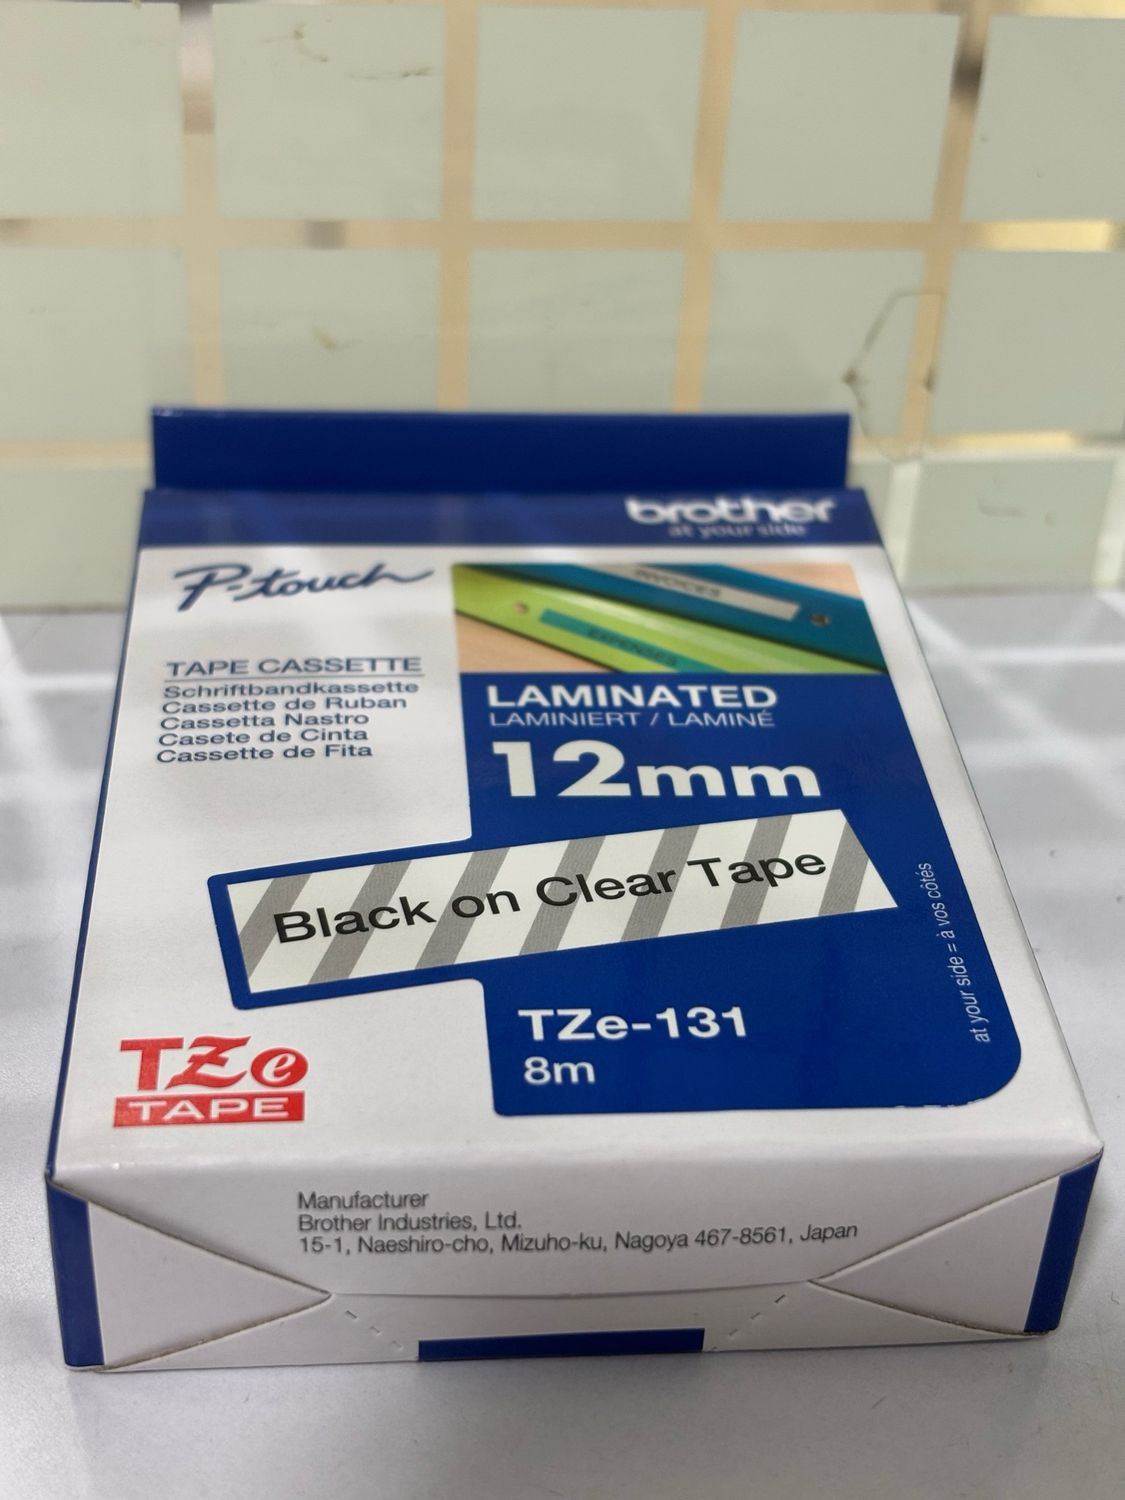 brother
at your side
P-touch
INVOICES
EXPENSES
TAPE CASSETTE
Schriftbandkassette
Cassette de Ruban
Cassetta Nastro
Casete de Cinta
Cassette de Fita
LAMINATED
LAMINIERT / LAMINÉ
12mm
Black on Clear Tape
at your side = à vos côtés
TZe-131
8m
TZe
TAPE
Manufacturer
Brother Industries, Ltd.
15-1, Naeshiro-cho, Mizuho-ku, Nagoya 467-8561, Japan